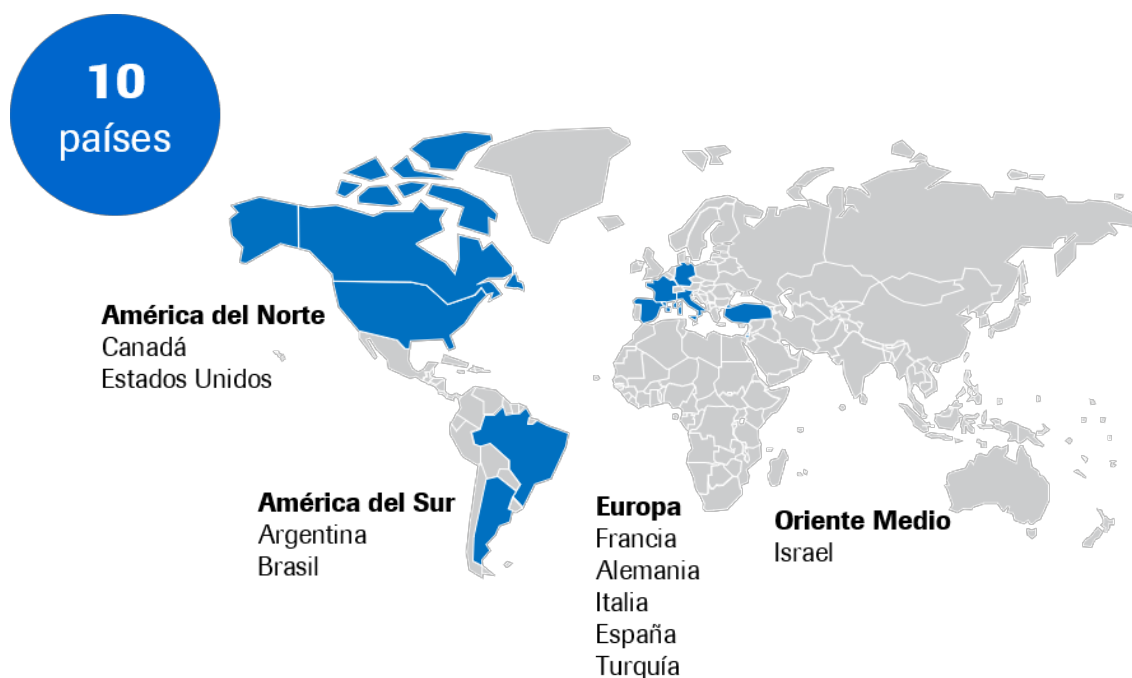 10
países
América del Norte
Canadá
Estados Unidos
América del Sur
Argentina
Brasil
Europa
Francia
Alemania
Italia
España
Turquía
Oriente Medio
Israel